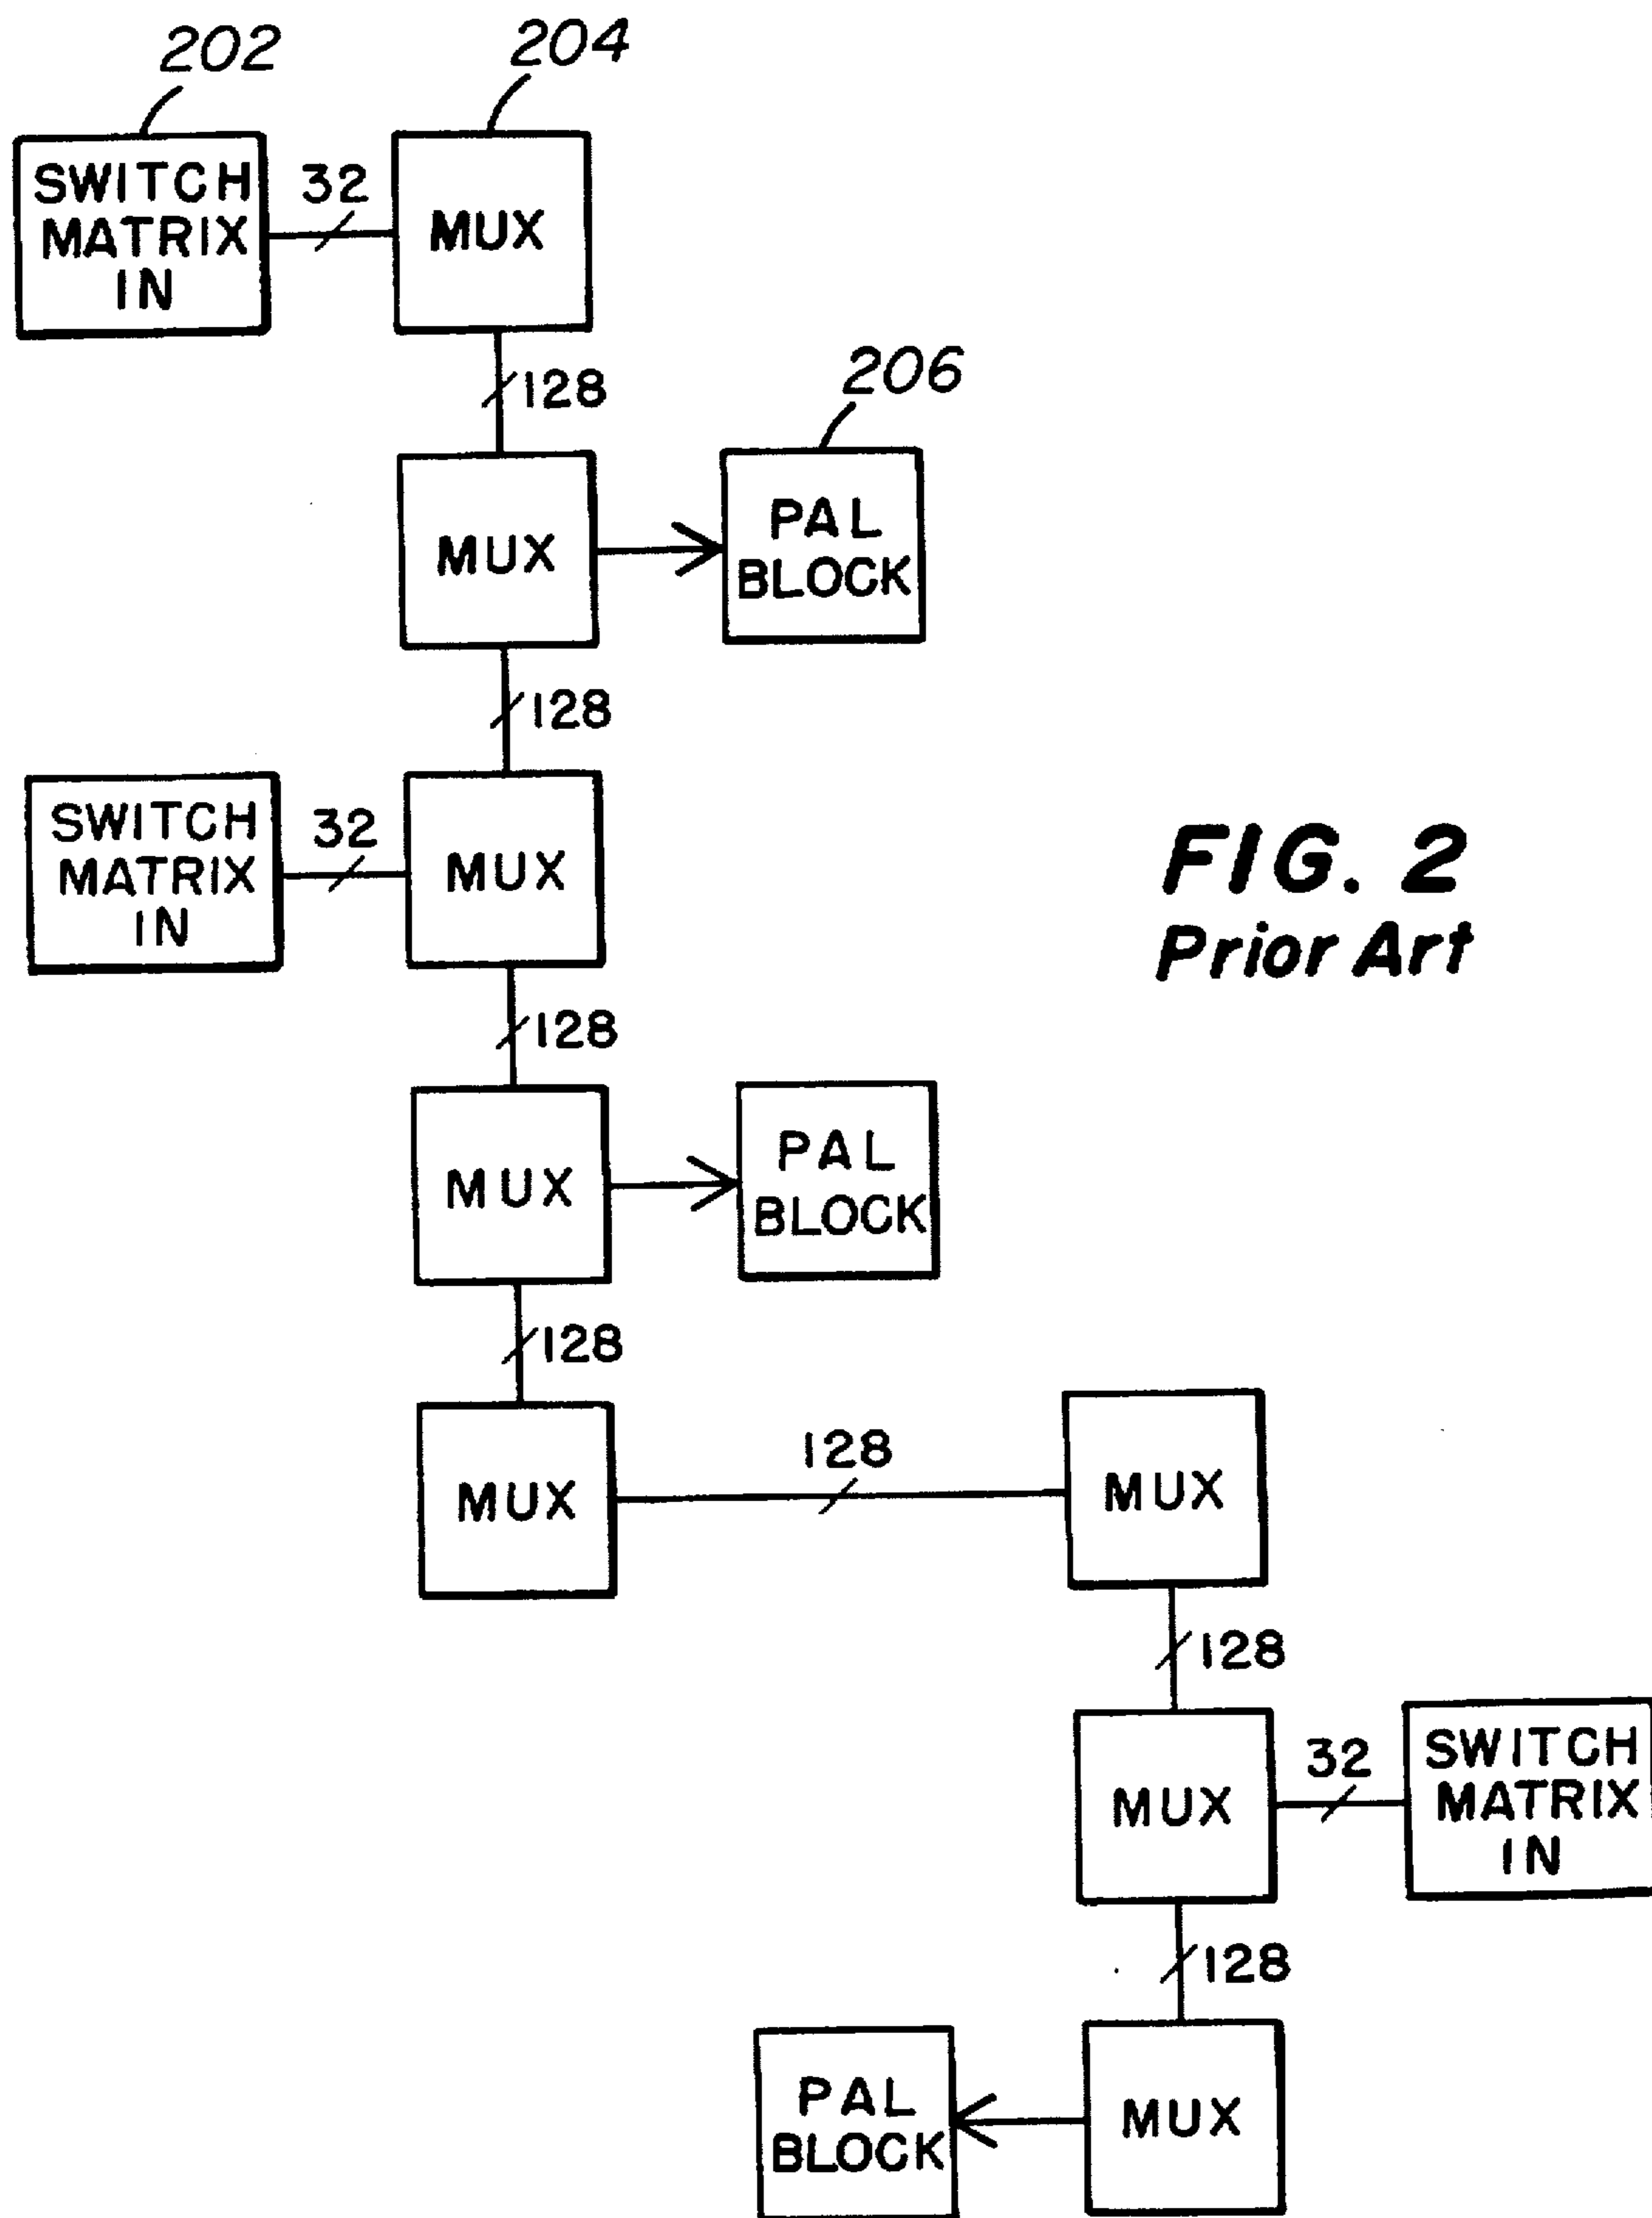 202
204
SWITCH
MATRIX
IN
32
MUX
128
206
MUX
PAL
BLOCK
128
SWITCH
MATRIX
IN
32
MUX
FIG. 2
Prior Art
128
MUX
PAL
BLOCK
128
MUX
128
MUX
128
MUX
32
SWITCH
MATRIX
IN
128
PAL
BLOCK
MUX